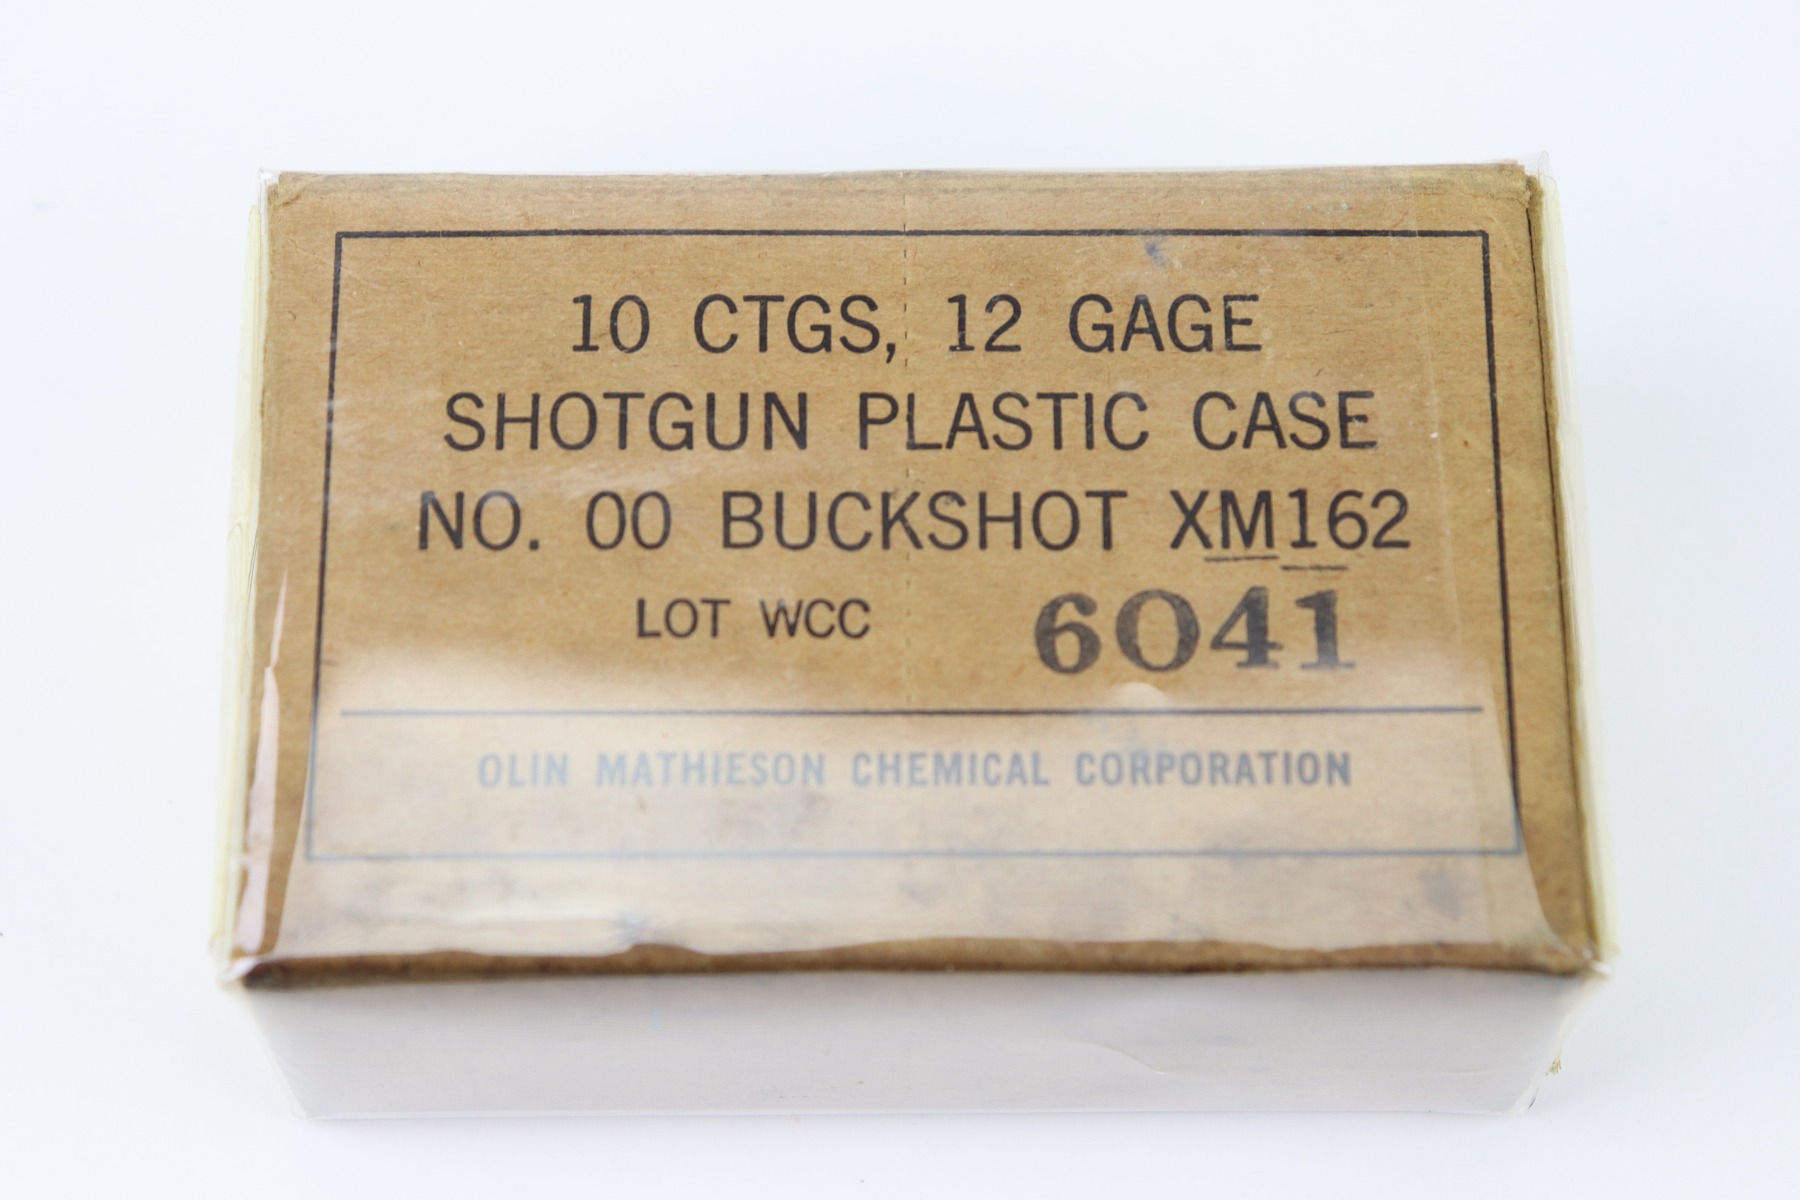 10 CTGS, 12 GAGE
SHOTGUN PLASTIC CASE
NO. 00 BUCKSHOT XM162
LOT WCC 6041
OLIN MATHIESON CHEMICAL CORPORATION